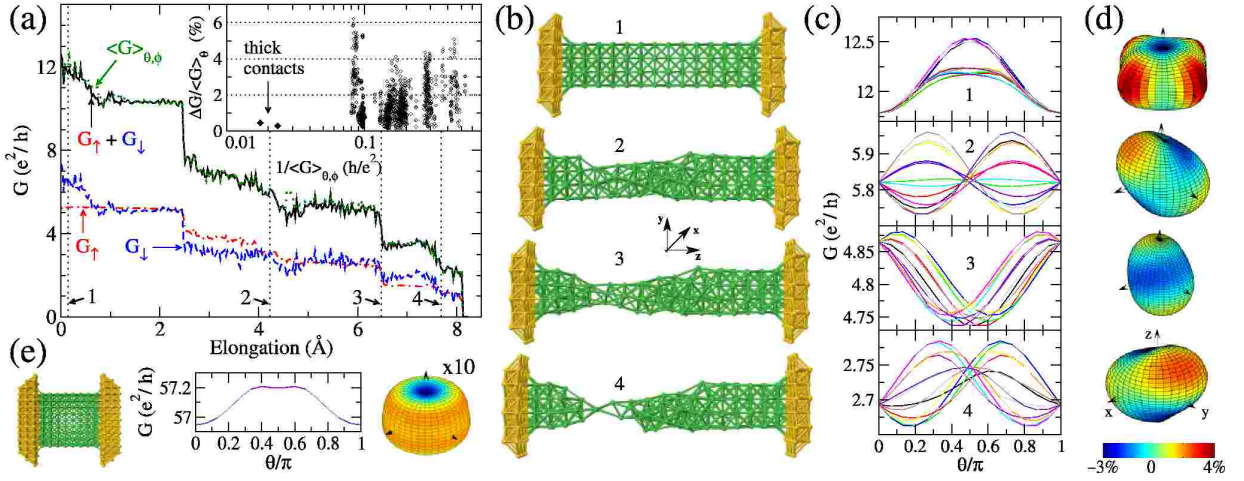 (a)
G (e²/h)
12
8
4
0
<G>θ,ϕ
G↑ + G↓
G↑
G↓
1
2
3
4
0
2
4
6
8
Elongation (Å)
ΔG/<G>θ (%)
6
4
2
0
thick
contacts
0.01
0.1
1/<G>θ,ϕ (h/e²)
(b)
1
2
y
x
z
3
4
(c)
G (e²/h)
12.5
12
1
5.9
5.8
2
4.85
4.75
3
2.75
2.7
4
0
0.2
0.4
0.6
0.8
1
θ/π
(d)
z
x
y
-3%
0
4%
(e)
G (e²/h)
57.2
57
0
0.2
0.4
0.6
0.8
1
θ/π
x10